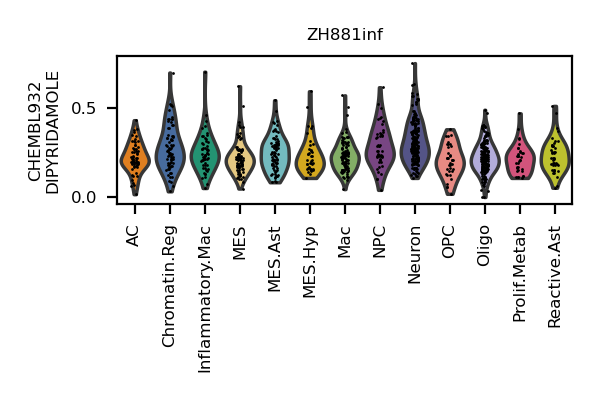 ZH881inf
CHEMBL932
DIPYRIDAMOLE
0.5
0.0
AC
Chromatin.Reg
Inflammatory.Mac
MES
MES.Ast
MES.Hyp
Mac
NPC
Neuron
OPC
Oligo
Prolif.Metab
Reactive.Ast